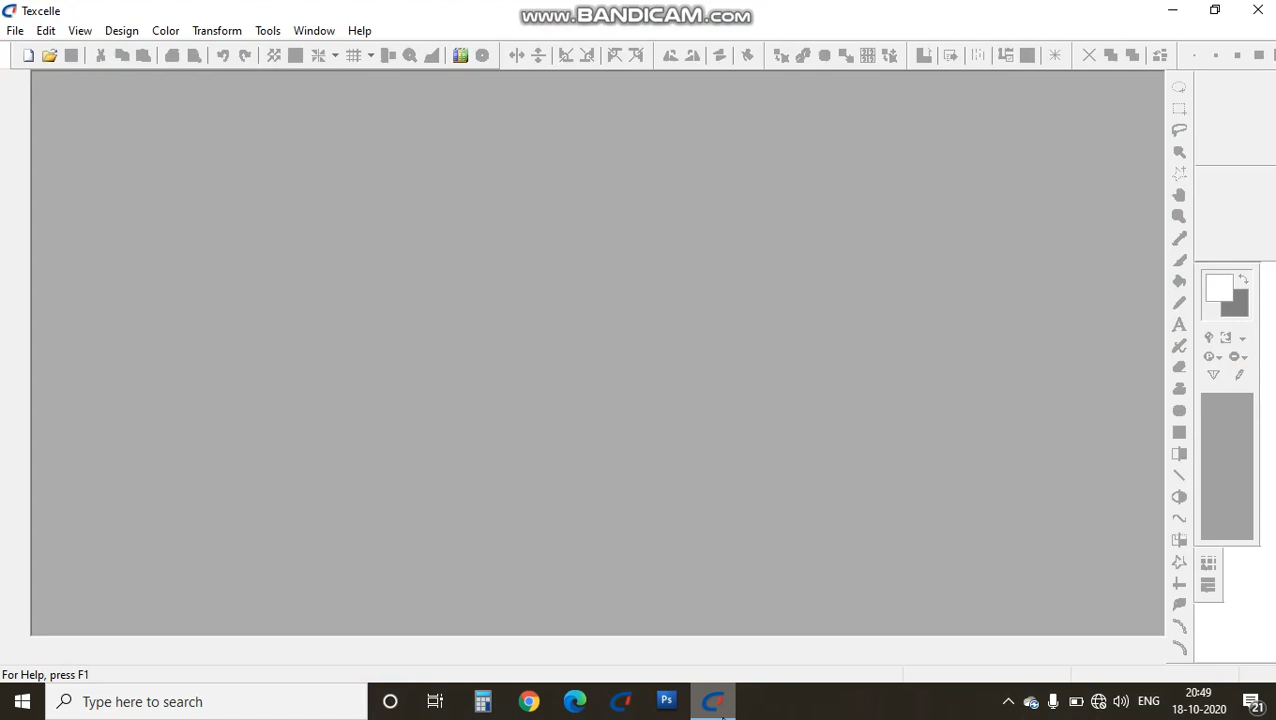 Texcelle
www.BANDICAM.com
File Edit View Design Color Transform Tools Window Help
A
P
For Help, press F1
Type here to search
Ps
ENG
20:49
18-10-2020
21